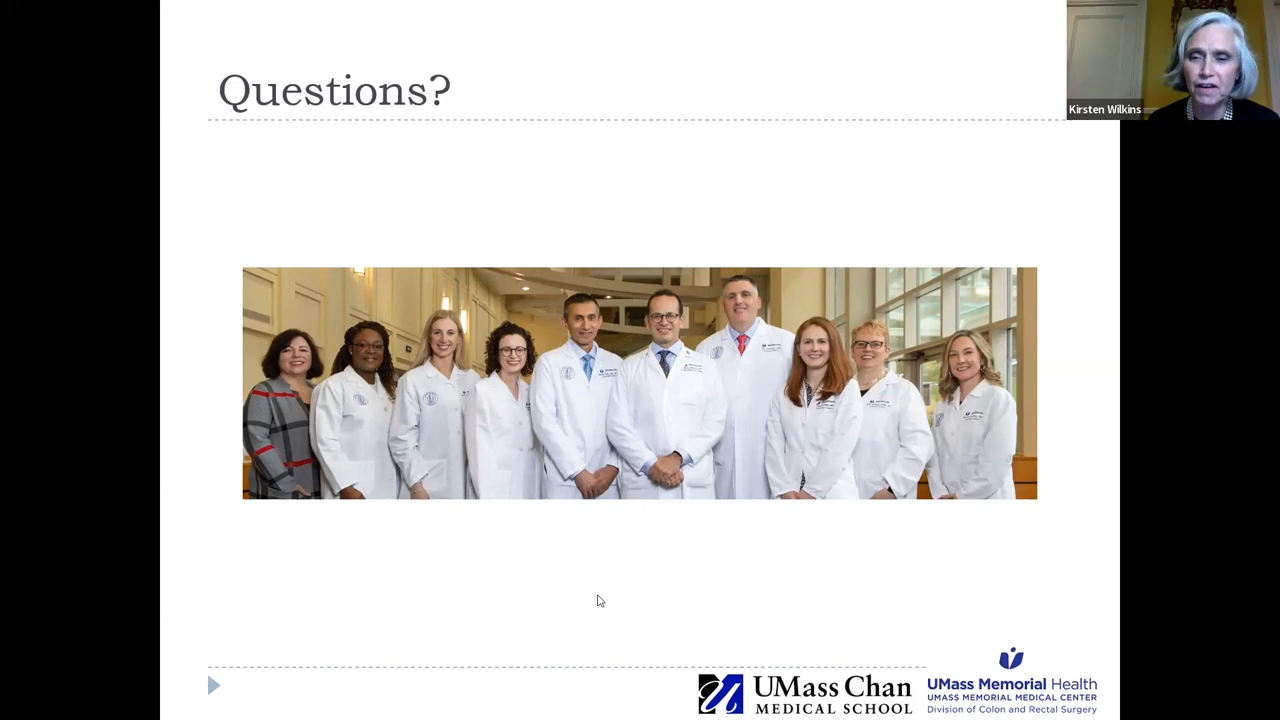 Questions?
Kirsten Wilkins
UMass Chan
MEDICAL SCHOOL
UMass Memorial Health
UMASS MEMORIAL MEDICAL CENTER
Division of Colon and Rectal Surgery